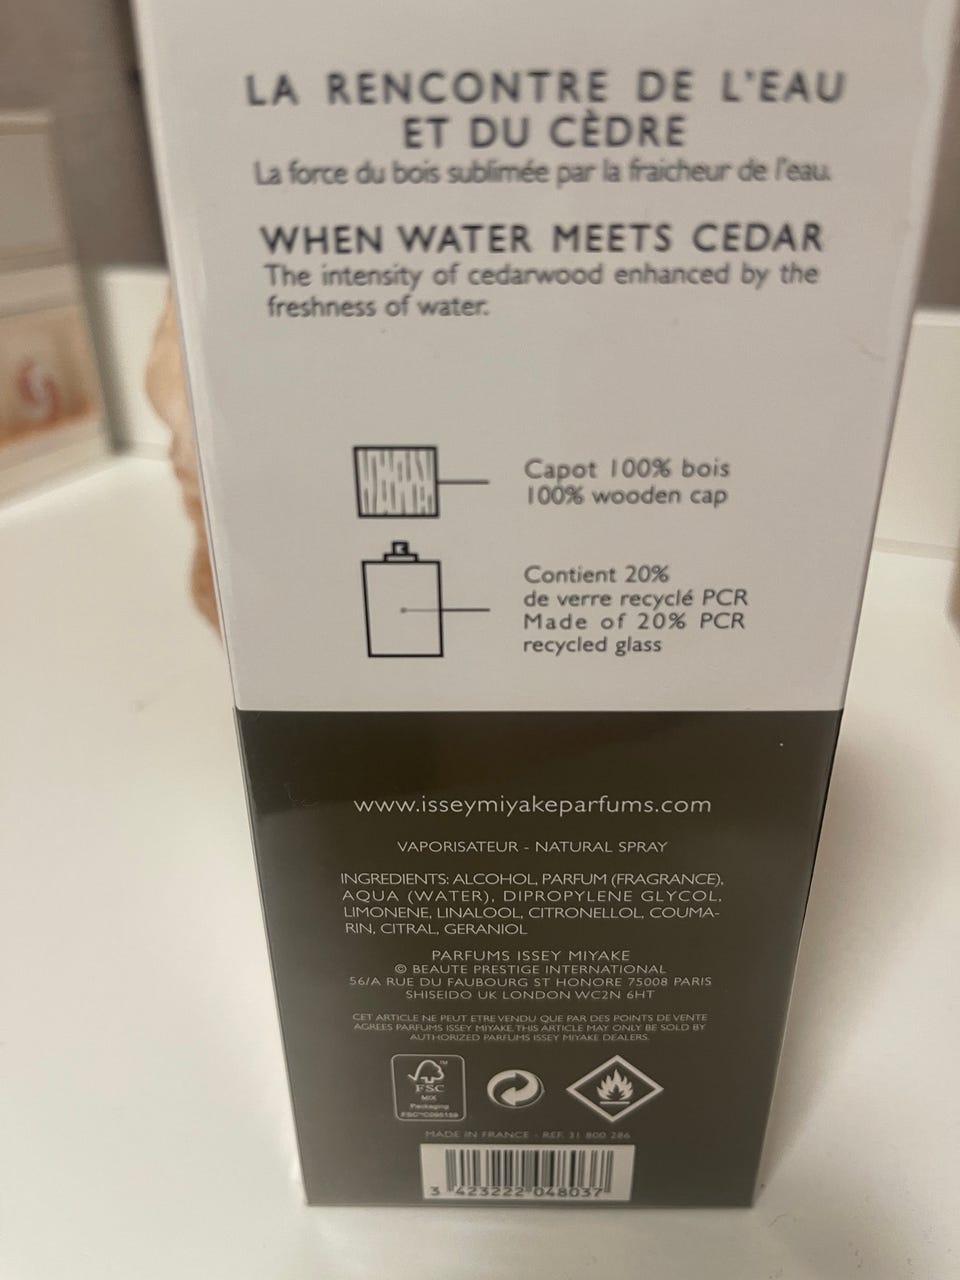 LA RENCONTRE DE L'EAU
ET DU CÈDRE
La force du bois sublimée par la fraicheur de l'eau.
WHEN WATER MEETS CEDAR
The intensity of cedarwood enhanced by the
freshness of water.
Capot 100% bois
100% wooden cap
Contient 20%
de verre recyclé PCR
Made of 20% PCR
recycled glass
www.isseymiyakeparfums.com
VAPORISATEUR - NATURAL SPRAY
INGREDIENTS: ALCOHOL, PARFUM (FRAGRANCE),
AQUA (WATER), DIPROPYLENE GLYCOL,
LIMONENE, LINALOOL, CITRONELLOL, COUMA-
RIN, CITRAL, GERANIOL
PARFUMS ISSEY MIYAKE
© BEAUTE PRESTIGE INTERNATIONAL
56/A RUE DU FAUBOURG ST HONORE 75008 PARIS
SHISEIDO UK LONDON WC2N 6HT
CET ARTICLE NE PEUT ETRE VENDU QUE PAR DES POINTS DE VENTE
AGREES PARFUMS ISSEY MIYAKE. THIS ARTICLE MAY ONLY BE SOLD BY
AUTHORIZED PARFUMS ISSEY MIYAKE DEALERS.
FSC
MIX
Packaging
FSC™C095159
MADE IN FRANCE - REF. 31 800 286
3 423222 048037